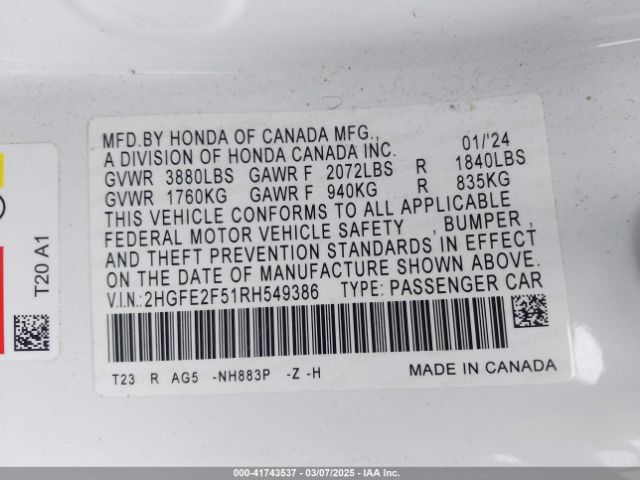 MFD.BY HONDA OF CANADA MFG., 01/'24
A DIVISION OF HONDA CANADA INC.
GVWR 3880LBS GAWR F 2072LBS R 1840LBS
GVWR 1760KG GAWR F 940KG R 835KG
THIS VEHICLE CONFORMS TO ALL APPLICABLE
FEDERAL MOTOR VEHICLE SAFETY , BUMPER ,
AND THEFT PREVENTION STANDARDS IN EFFECT
ON THE DATE OF MANUFACTURE SHOWN ABOVE.
V.I.N.:2HGFE2F51RH549386 TYPE: PASSENGER CAR
T23 R AG5 -NH883P -Z -H MADE IN CANADA
T20 A1
000-41743537 - 03/07/2025 - PASSENGER SIDE